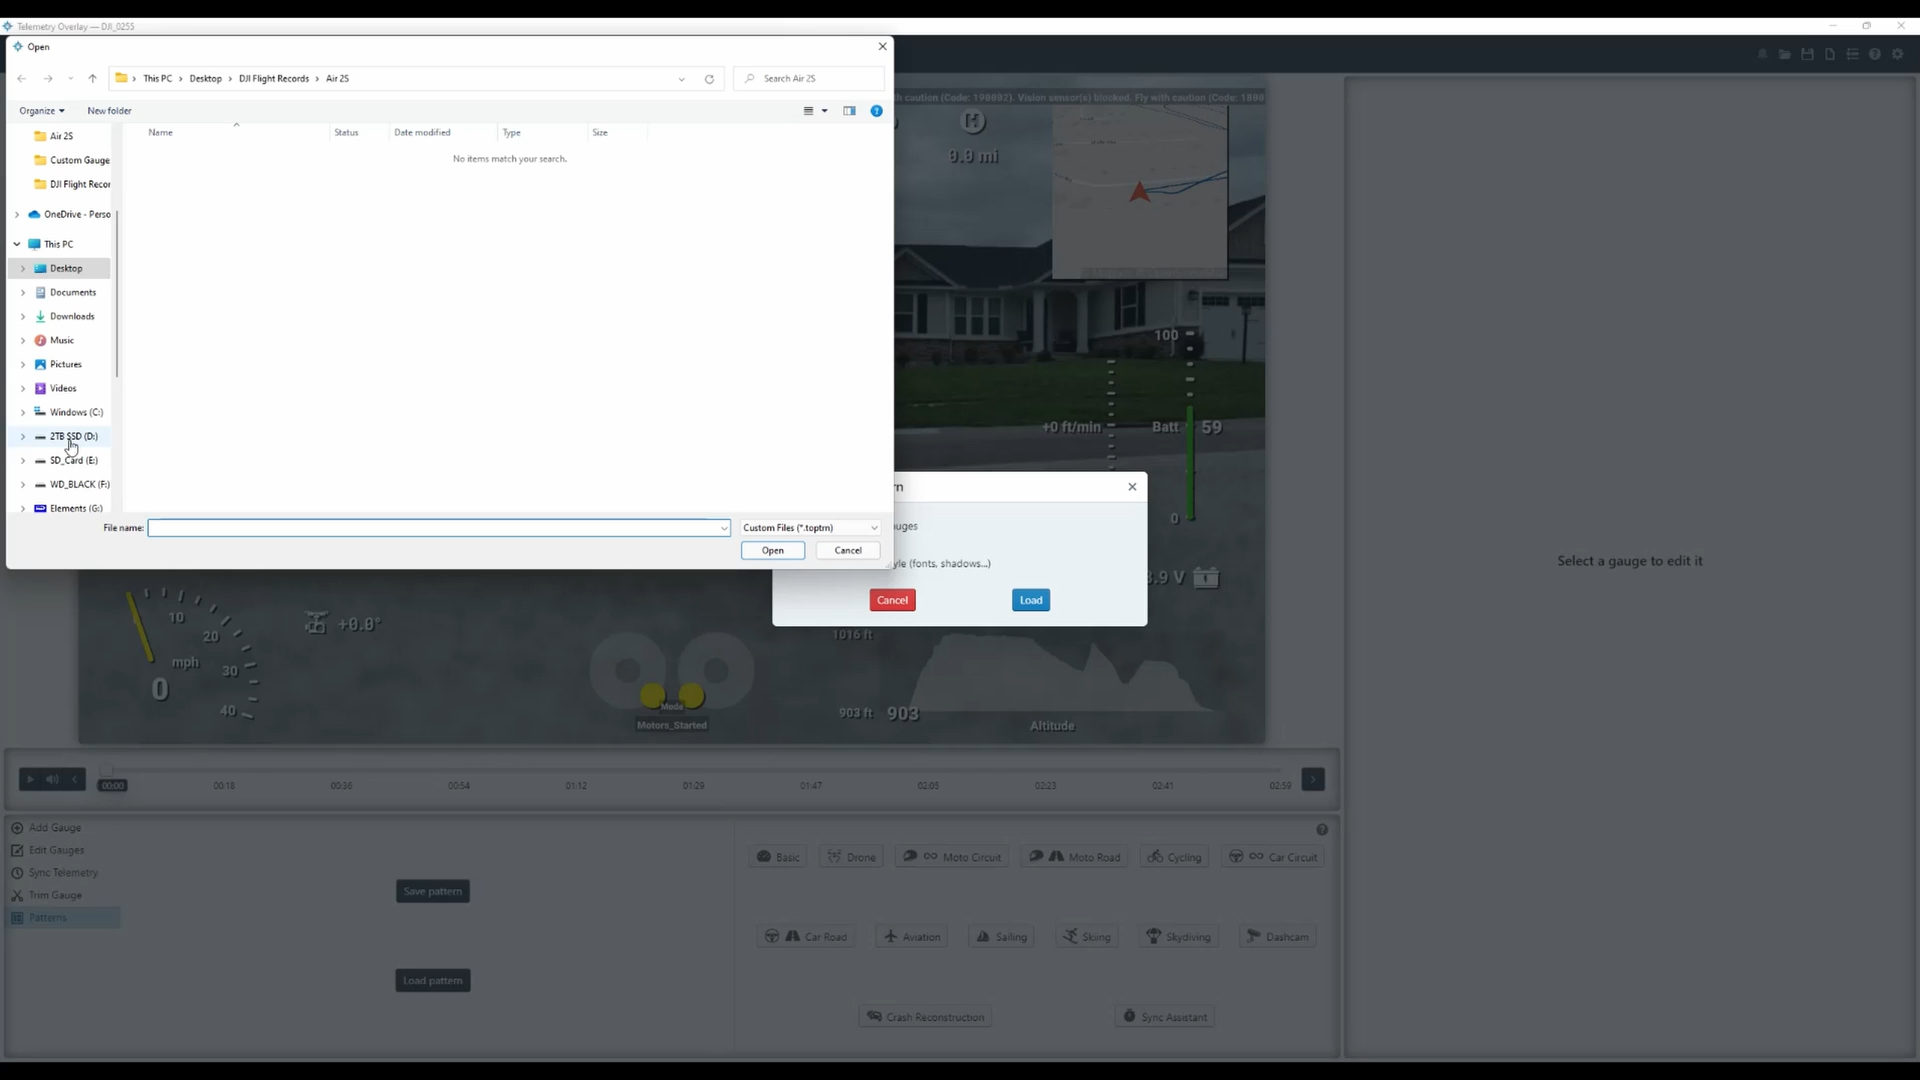 Telemetry Overlay — DJI_0255
Open
This PC > Desktop > DJI Flight Records > Air 2S
Search Air 2S
Organize
New folder
Name
Status
Date modified
Type
Size
No items match your search.
Air 2S
Custom Gauge
DJI Flight Recor
OneDrive - Perso
This PC
Desktop
Documents
Downloads
Music
Pictures
Videos
Windows (C:)
2TB SSD (D:)
SD_Card (E:)
WD_BLACK (F:)
Elements (G:)
File name:
Custom Files (*.toptrn)
Open
Cancel
h caution (Code: 190002). Vision sensor(s) blocked. Fly with caution (Code: 1800
H
0.0 mi
100
+0 ft/min
Batt
59
0
rn
uges
yle (fonts, shadows...)
Cancel
Load
3.9 V
10
20
30
40
mph
0
+0.0°
Mode
Motors_Started
1016 ft
903 ft
903
Altitude
Select a gauge to edit it
00:00
00:18
00:36
00:54
01:12
01:29
01:47
02:05
02:23
02:41
02:59
Add Gauge
Edit Gauges
Sync Telemetry
Trim Gauge
Patterns
Save pattern
Load pattern
Basic
Drone
Moto Circuit
Moto Road
Cycling
Car Circuit
Car Road
Aviation
Sailing
Skiing
Skydiving
Dashcam
Crash Reconstruction
Sync Assistant